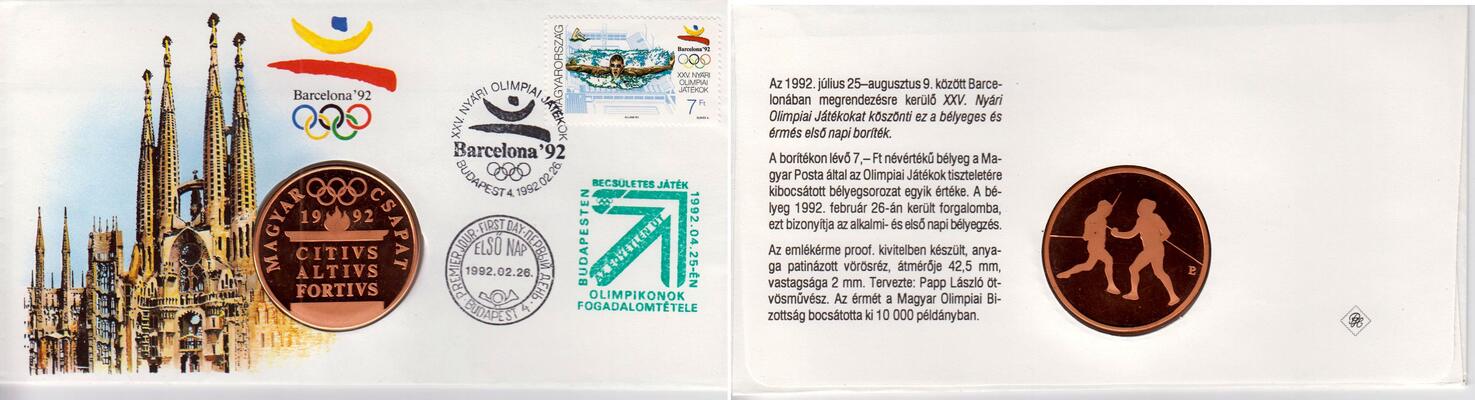 Barcelona '92
MAGYAR CSAPAT
1992
CITIVS
ALTIVS
FORTIVS
XXV. NYÁRI OLIMPIAI JÁTÉKOK
Barcelona '92
BUDAPEST 4. 1992.02.26.
MAGYARORSZÁG
Barcelona '92
XXV. NYÁRI
OLIMPIAI
JÁTÉKOK
7 Ft
PREMIER JOUR · FIRST DAY · ПЕРВЫЙ ДЕНЬ ·
ELSŐ NAP
1992.02.26.
BUDAPEST 4.
BECSÜLETES JÁTÉK
BUDAPESTEN
AZ EGYETLEN ÚT
1992.04.25-ÉN
OLIMPIKONOK
FOGADALOMTÉTELE
Az 1992. július 25–augusztus 9. között Barce-
lonában megrendezésre kerülő XXV. Nyári
Olimpiai Játékokat köszönti ez a bélyeges és
érmés első napi boríték.
A borítékon lévő 7,– Ft névértékű bélyeg a Ma-
gyar Posta által az Olimpiai Játékok tiszteletére
kibocsátott bélyegsorozat egyik értéke. A bé-
lyeg 1992. február 26-án került forgalomba,
ezt bizonyítja az alkalmi- és első napi bélyegzés.
Az emlékérme proof. kivitelben készült, anya-
ga patinázott vörösréz, átmérője 42,5 mm,
vastagsága 2 mm. Tervezte: Papp László öt-
vösművész. Az érmét a Magyar Olimpiai Bi-
zottság bocsátotta ki 10 000 példányban.